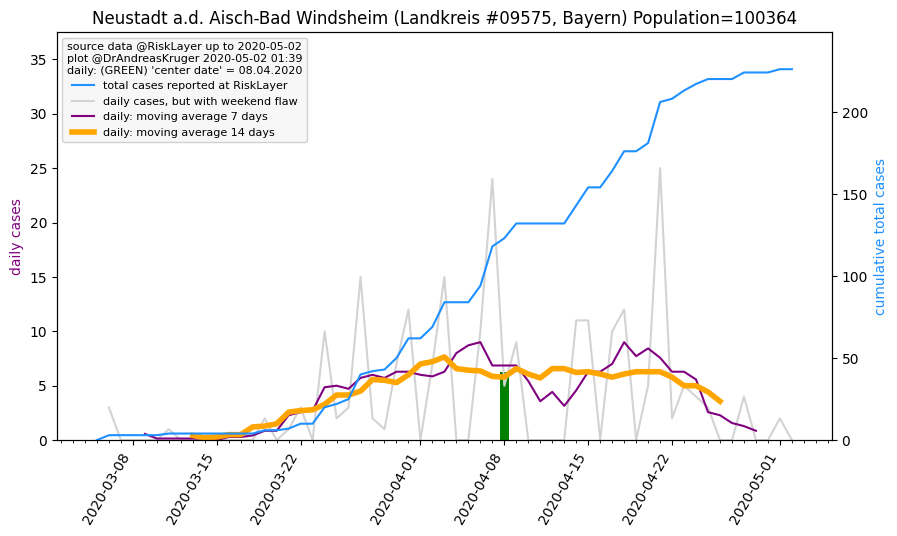 Neustadt a.d. Aisch-Bad Windsheim (Landkreis #09575, Bayern) Population=100364
source data @RiskLayer up to 2020-05-02
plot @DrAndreasKruger 2020-05-02 01:39
daily: (GREEN) 'center date' = 08.04.2020
total cases reported at RiskLayer
daily cases, but with weekend flaw
daily: moving average 7 days
daily: moving average 14 days
daily cases
35
30
25
20
15
10
5
0
cumulative total cases
200
150
100
50
0
2020-03-08
2020-03-15
2020-03-22
2020-04-01
2020-04-08
2020-04-15
2020-04-22
2020-05-01